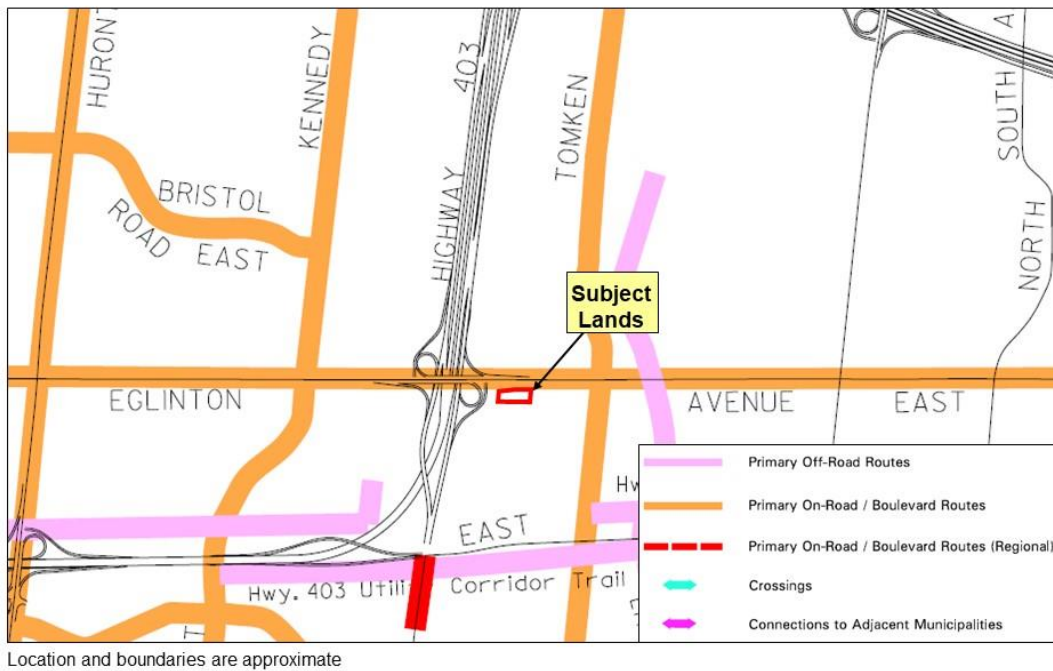 HURONT
KENNEDY
403
HIGHWAY
TOMKEN
SOUTH A
NORTH
BRISTOL
ROAD EAST
Subject
Lands
EGLINTON
AVENUE EAST
Primary Off-Road Routes
Hw
Primary On-Road / Boulevard Routes
EAST
Primary On-Road / Boulevard Routes (Regional)
Hwy. 403 Utili Corridor Trail
Crossings
Connections to Adjacent Municipalities
Location and boundaries are approximate